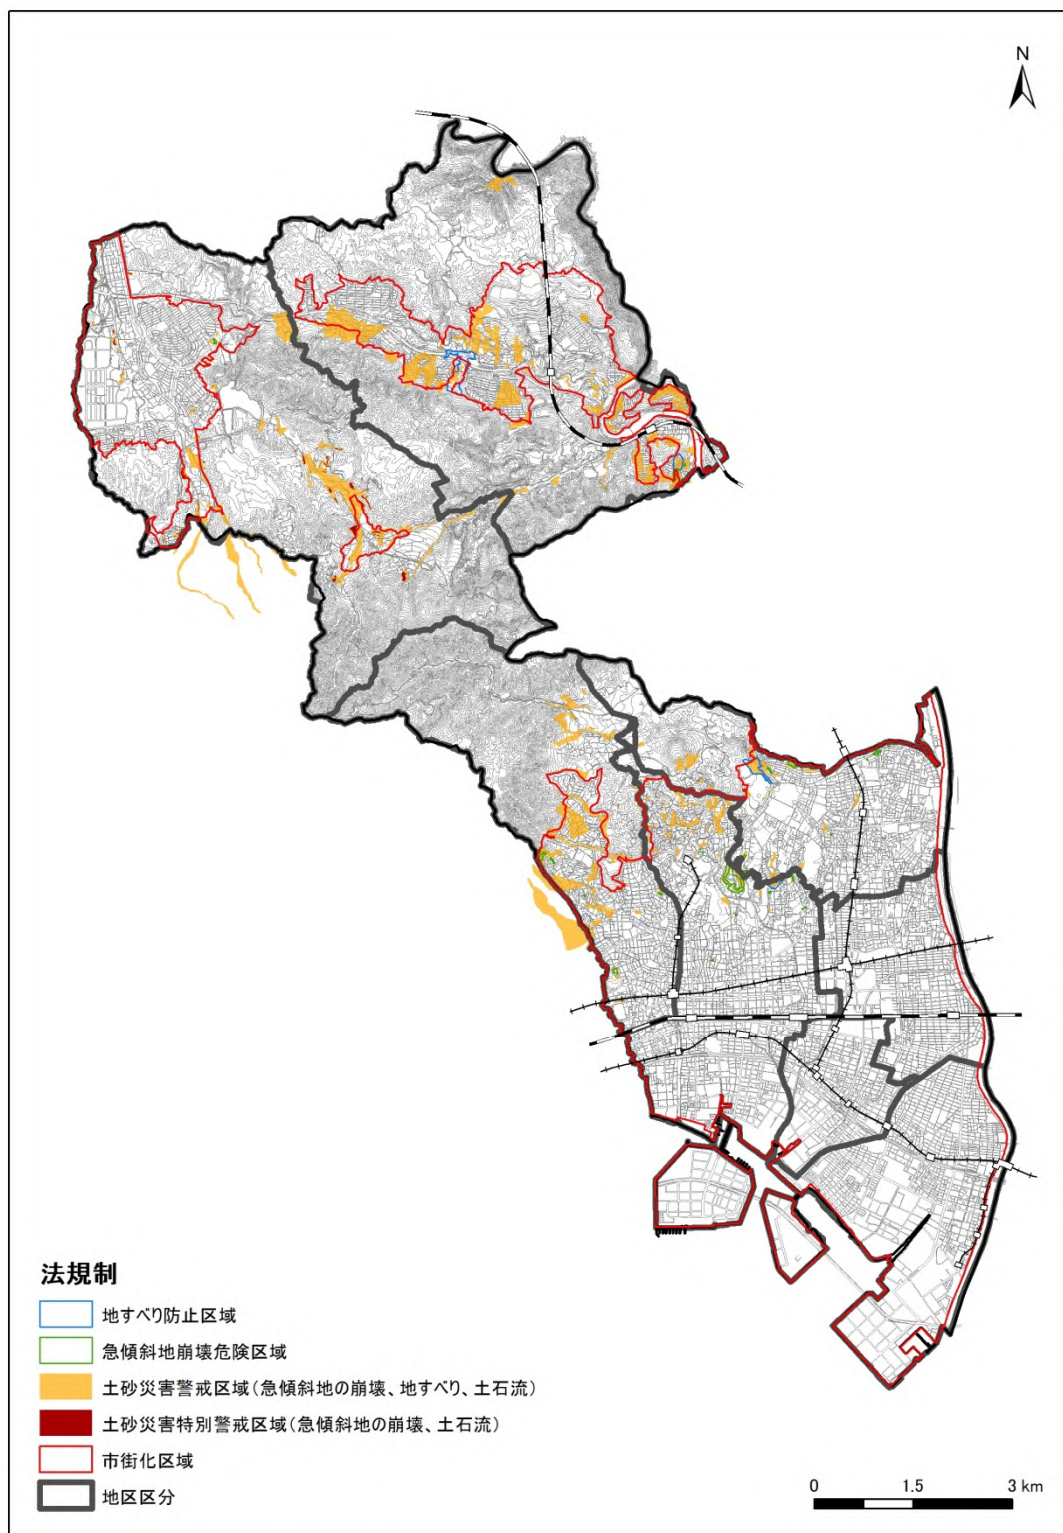 N
法規制
地すべり防止区域
急傾斜地崩壊危険区域
土砂災害警戒区域(急傾斜地の崩壊、地すべり、土石流)
土砂災害特別警戒区域(急傾斜地の崩壊、土石流)
市街化区域
地区区分
0 1.5 3 km